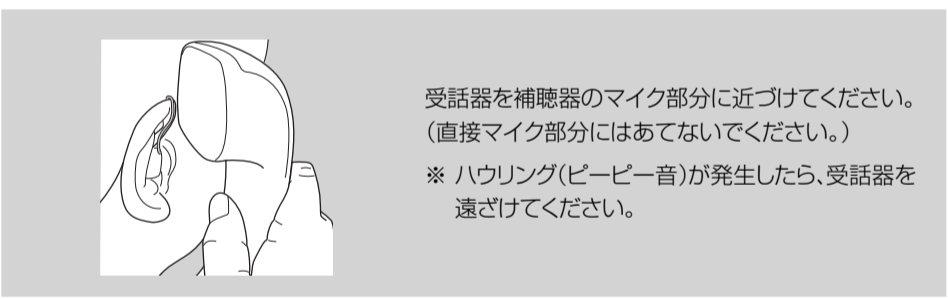 受話器を補聴器のマイク部分に近づけてください。
（直接マイク部分にはあてないでください。）
※ ハウリング（ピーピー音）が発生したら、受話器を
遠ざけてください。